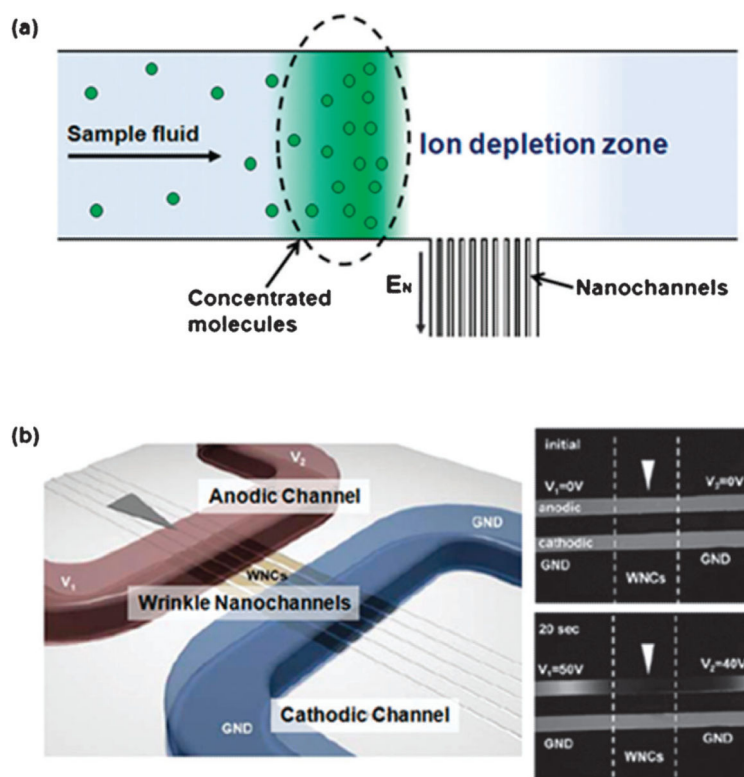 (a)
Sample fluid
Ion depletion zone
Concentrated
molecules
E<sub>N</sub>
Nanochannels
(b)
V₂
Anodic Channel
GND
V₁
WNCs
Wrinkle Nanochannels
GND
Cathodic Channel
initial
V₁=0V
V₂=0V
anodic
cathodic
GND
WNCs
GND
20 sec
V₁=50V
V₂=40V
GND
WNCs
GND